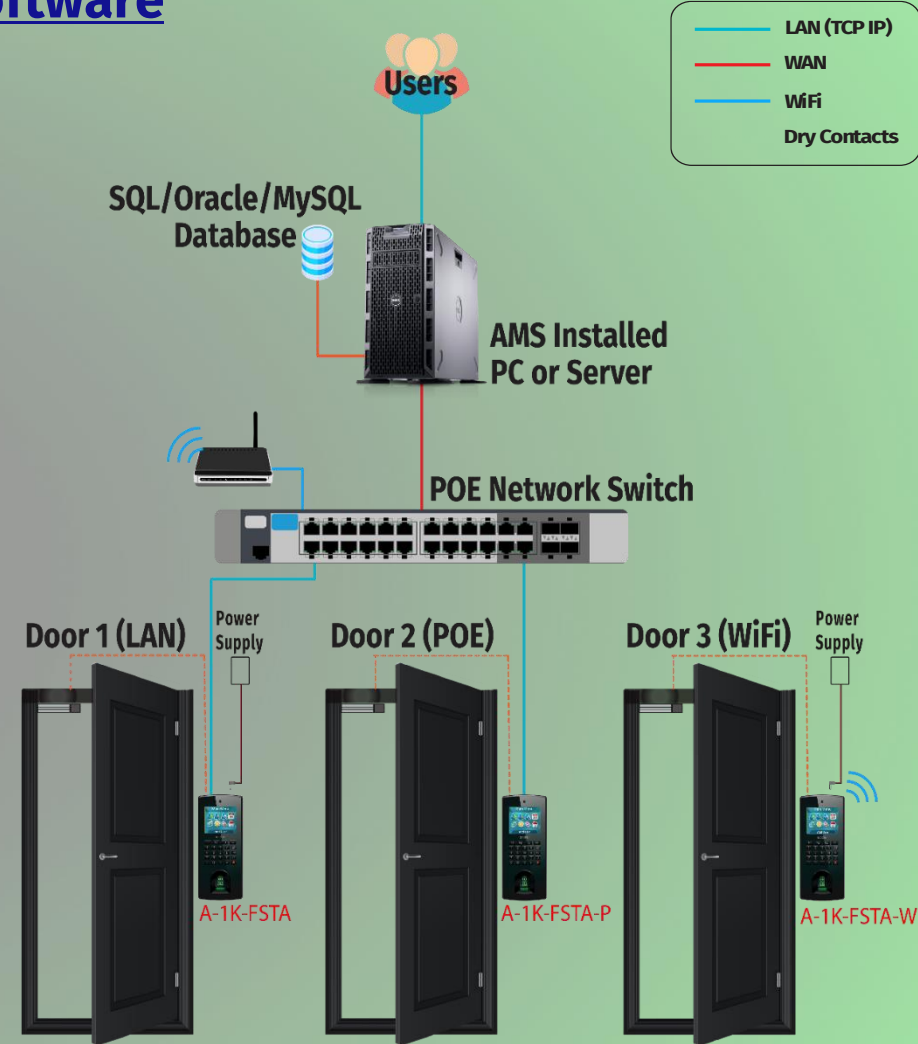 LAN (TCP IP)
WAN
WiFi
Dry Contacts
Users
SQL/Oracle/MySQL
Database
AMS Installed
PC or Server
POE Network Switch
Door 1 (LAN)
Power
Supply
Door 2 (POE)
Door 3 (WiFi)
Power
Supply
A-1K-FSTA
A-1K-FSTA-P
A-1K-FSTA-W